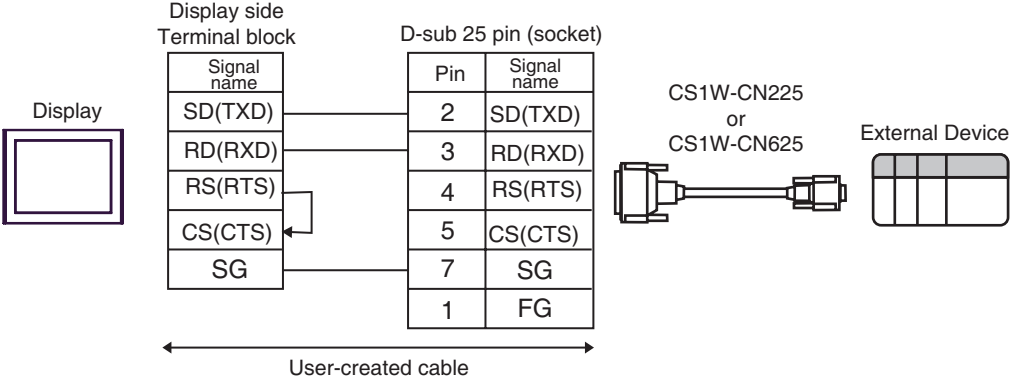 Display side
Terminal block
D-sub 25 pin (socket)
Signal name
Pin
Signal name
SD(TXD)
2
SD(TXD)
RD(RXD)
3
RD(RXD)
RS(RTS)
4
RS(RTS)
CS(CTS)
5
CS(CTS)
SG
7
SG
1
FG
Display
CS1W-CN225
or
CS1W-CN625
External Device
User-created cable